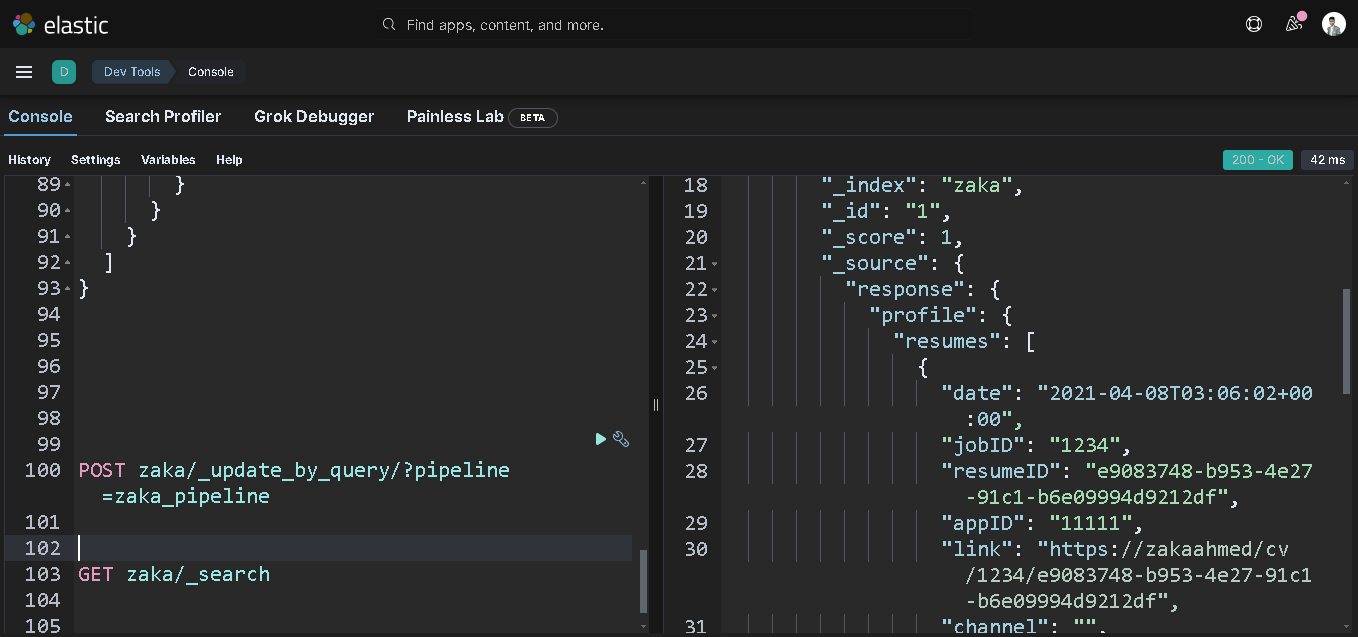 elastic
Find apps, content, and more.
D
Dev Tools
Console
Console
Search Profiler
Grok Debugger
Painless Lab
BETA
History
Settings
Variables
Help
200 - OK
42 ms
89 }
90 }
91 }
92 ]
93 }
94
95
96
97
98
99
100 POST zaka/_update_by_query/?pipeline
=zaka_pipeline
101
102
103 GET zaka/_search
104
105
18 "_index": "zaka",
19 "_id": "1",
20 "_score": 1,
21 "_source": {
22 "response": {
23 "profile": {
24 "resumes": [
25 {
26 "date": "2021-04-08T03:06:02+00
:00",
27 "jobID": "1234",
28 "resumeID": "e9083748-b953-4e27
-91c1-b6e09994d9212df",
29 "appID": "11111",
30 "link": "https://zakaahmed/cv
/1234/e9083748-b953-4e27-91c1
-b6e09994d9212df",
31 "channel": "",